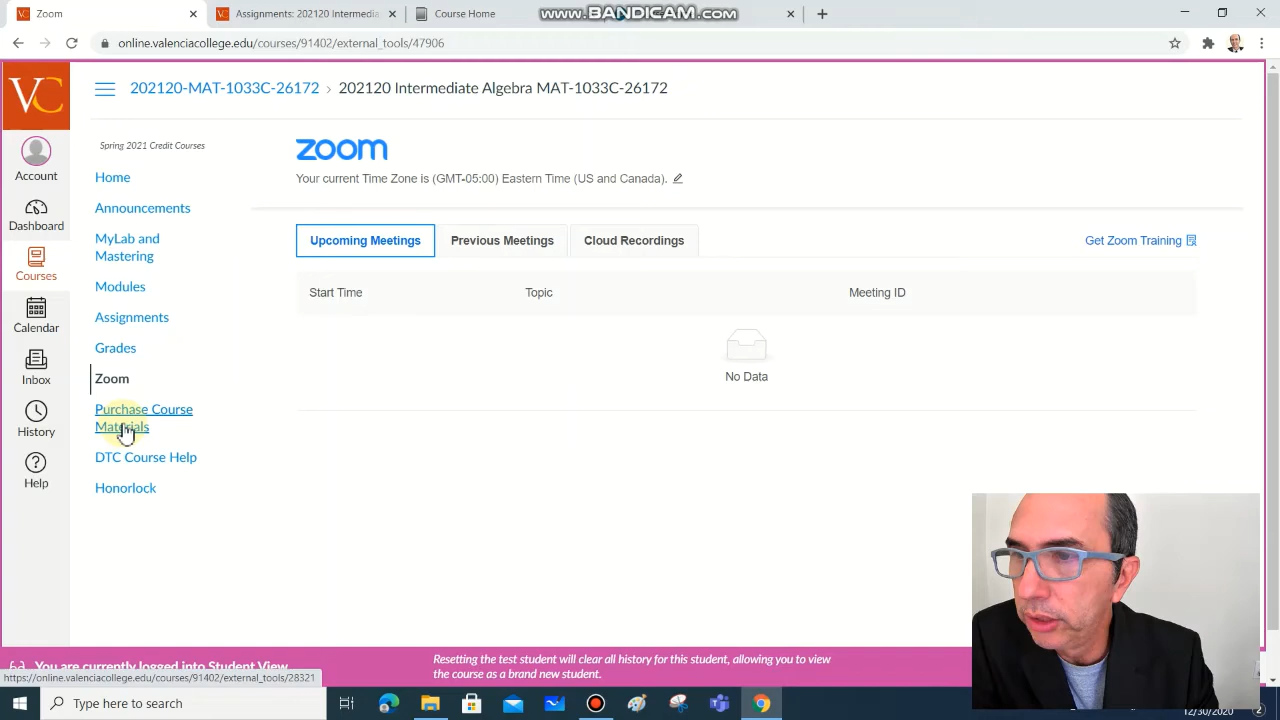 Zoom
Assignments
Course Home
www.BANDICAM.com
online.valenciacollege.edu/courses/91402/external_tools/47906
VC
202120-MAT-1033C-26172 › 202120 Intermediate Algebra MAT-1033C-26172
Account
Dashboard
Courses
Calendar
Inbox
History
Help
Spring 2021 Credit Courses
Home
Announcements
MyLab and
Mastering
Modules
Assignments
Grades
Zoom
Purchase Course
Materials
DTC Course Help
Honorlock
zoom
Your current Time Zone is (GMT-05:00) Eastern Time (US and Canada).
Upcoming Meetings
Previous Meetings
Cloud Recordings
Get Zoom Training
Start Time
Topic
Meeting ID
No Data
You are currently logged into Student View
Resetting the test student will clear all history for this student, allowing you to view
the course as a brand new student.
https://online.valenciacollege.edu/courses/91402/external_tools/28321
Type here to search
12/30/2020